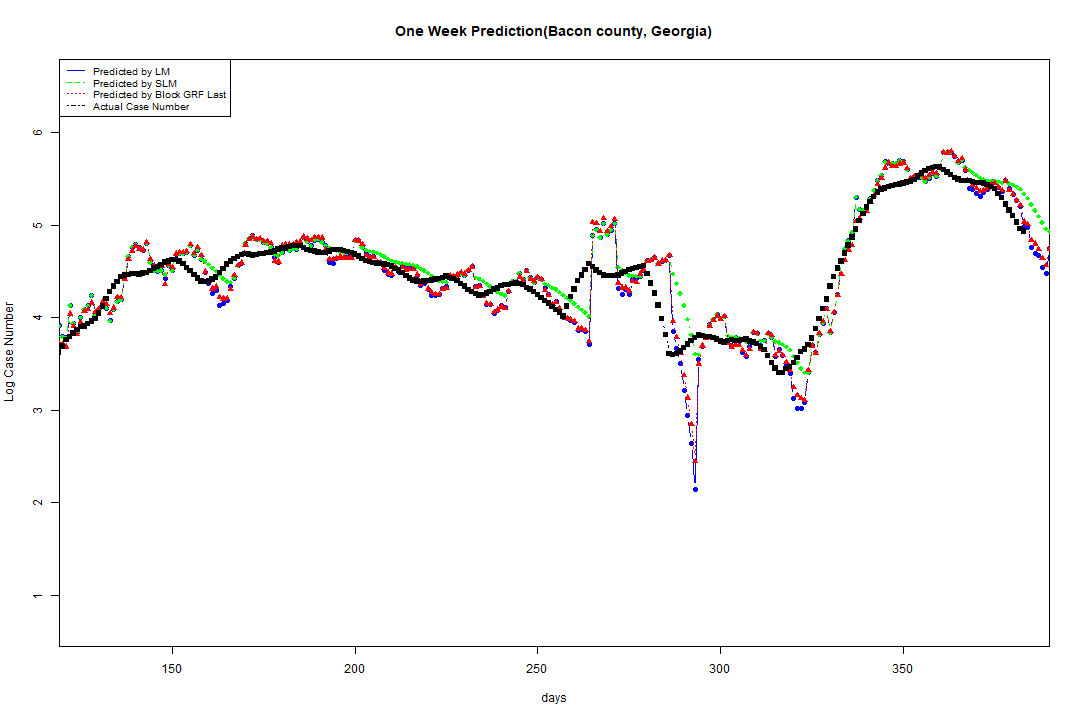 One Week Prediction(Bacon county, Georgia)
Predicted by LM
Predicted by SLM
Predicted by Block GRF Last
Actual Case Number
Log Case Number
6
5
4
3
2
1
150 200 250 300 350
days